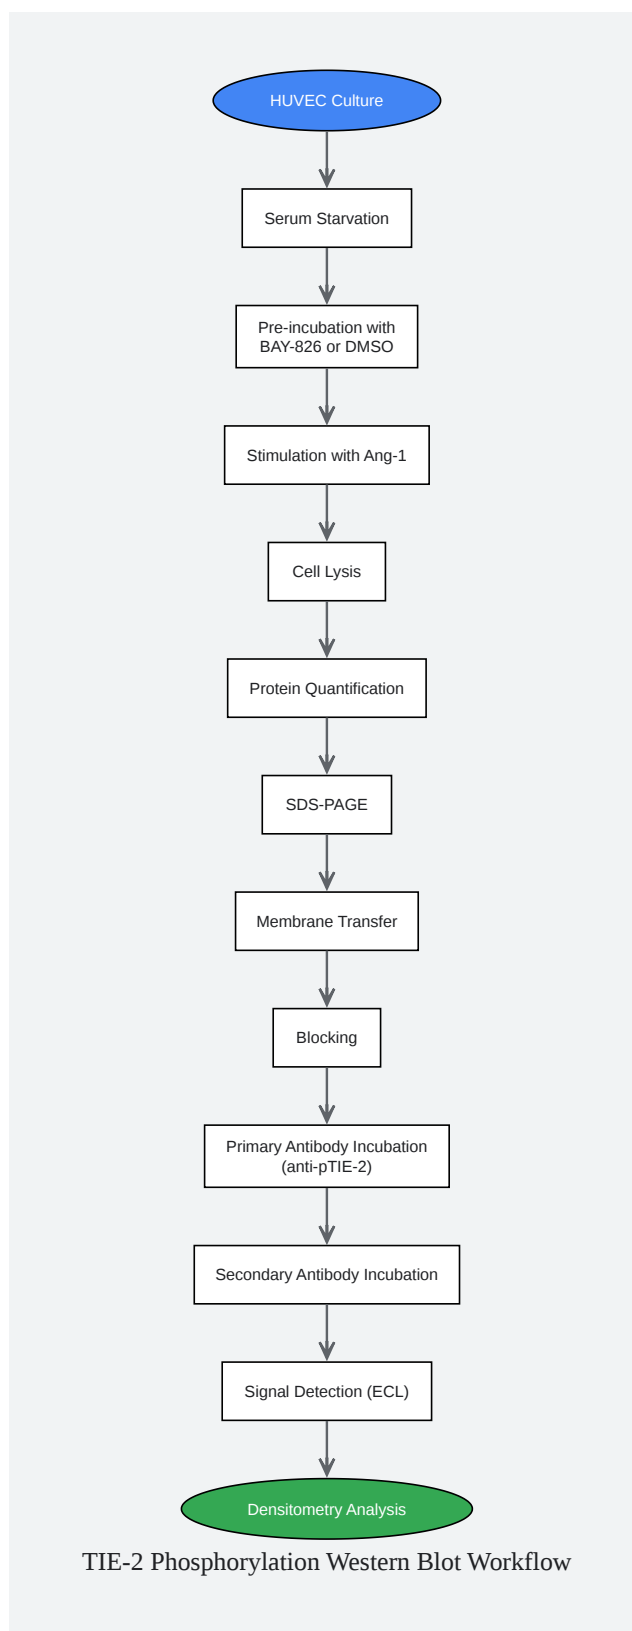 HUVEC Culture
Serum Starvation
Pre-incubation with
BAY-826 or DMSO
Stimulation with Ang-1
Cell Lysis
Protein Quantification
SDS-PAGE
Membrane Transfer
Blocking
Primary Antibody Incubation
(anti-pTIE-2)
Secondary Antibody Incubation
Signal Detection (ECL)
Densitometry Analysis
TIE-2 Phosphorylation Western Blot Workflow